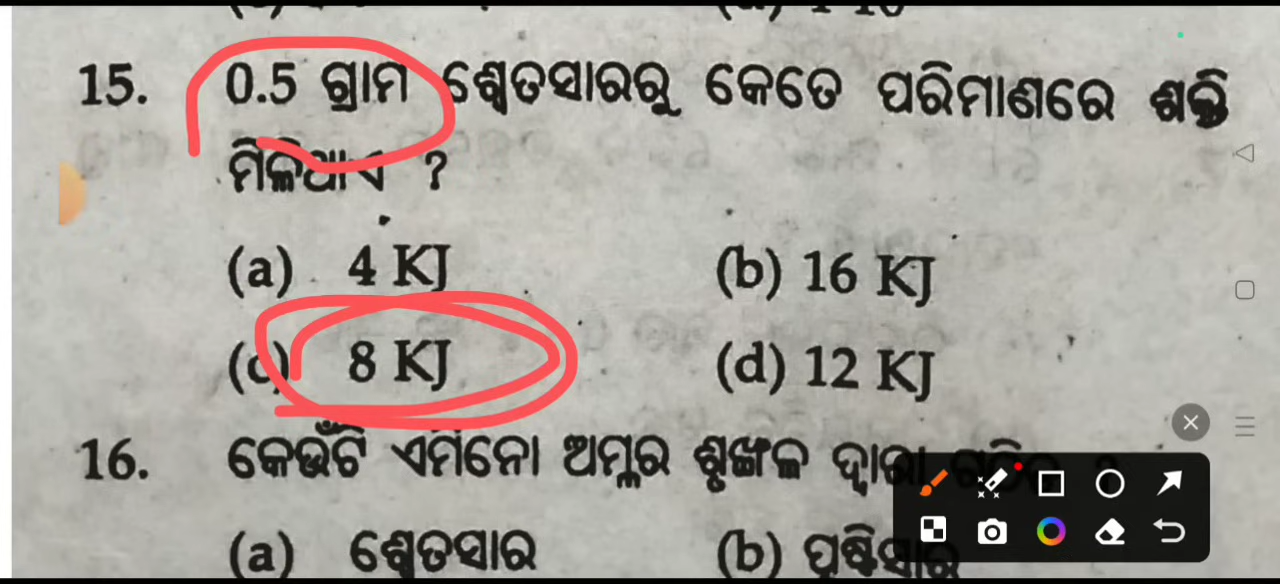 15. 0.5 ଗ୍ରାମ ଶ୍ଵେତସାରରୁ କେତେ ପରିମାଣରେ ଶକ୍ତି
ମିଳିଥାଏ ?
(a) 4 KJ (b) 16 KJ
(c) 8 KJ (d) 12 KJ
16. କେଉଁଟି ଏମିନୋ ଅମ୍ଳର ଶୃଙ୍ଖଳ ଦ୍ୱାରା
(a) ଶ୍ଵେତସାର (b) ପୁଷ୍ଟିସାର